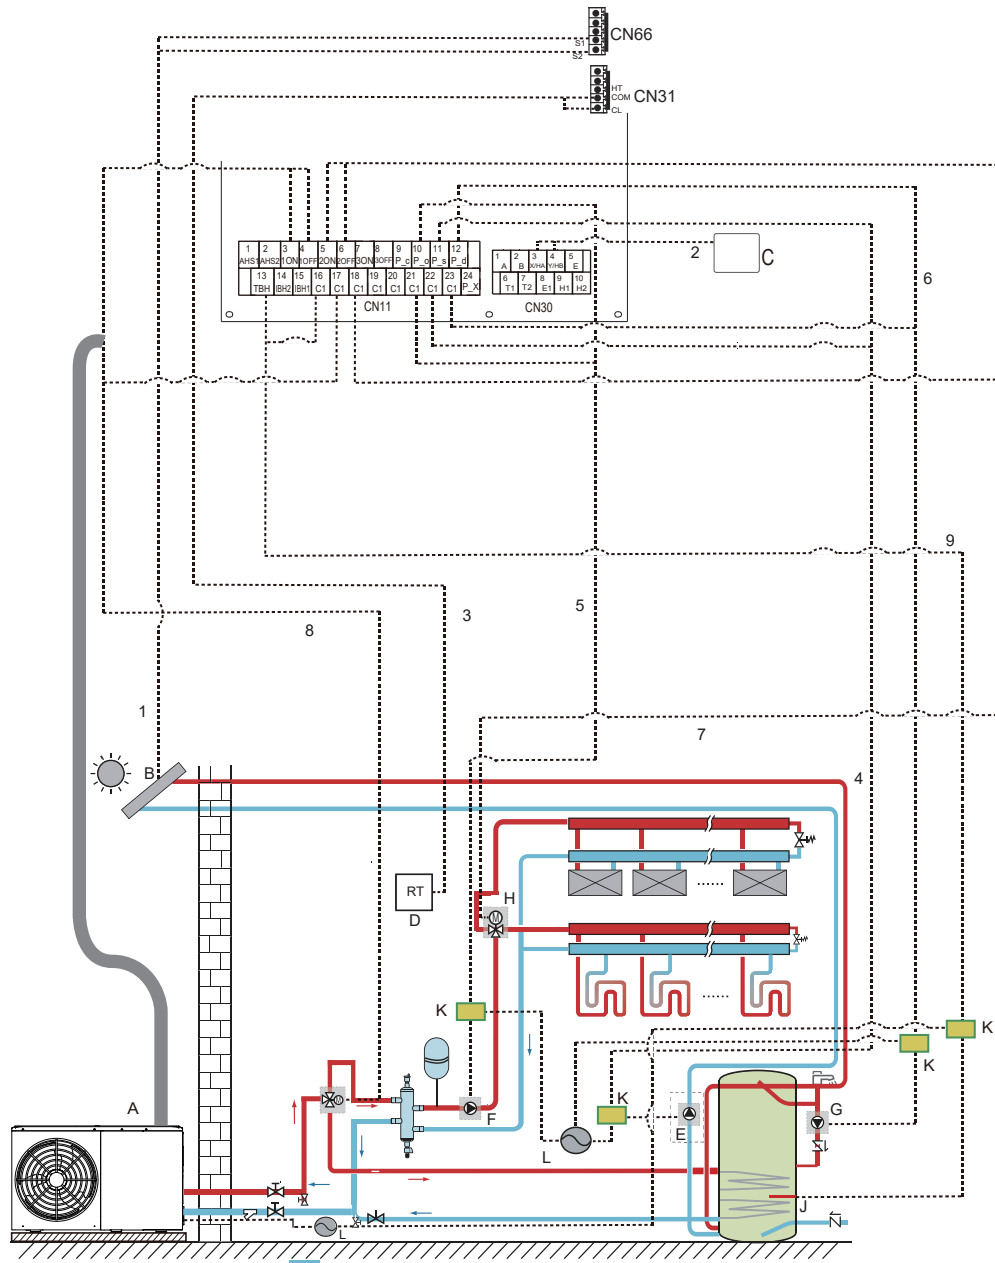 CN66
S1
S2
HT
COM
CL
CN31
1 2 3 4 5 6 7 8 9 10 11 12
AHS1 AHS2 1ON 1OFF 2ON 2OFF 3ON 3OFF P_c P_o P_s P_d
13 14 15 16 17 18 19 20 21 22 23 24
TBH IBH2 IBH1 C1 C1 C1 C1 C1 C1 C1 C1 P_X
CN11
1 2 3 4 5
A B X/HA Y/HB E
6 7 8 9 10
T1 T2 E1 H1 H2
CN30
2
C
6
9
5
3
8
1
7
4
B
RT
D
H
M
K
K
K
K
A
M
F
E
G
L
J
L